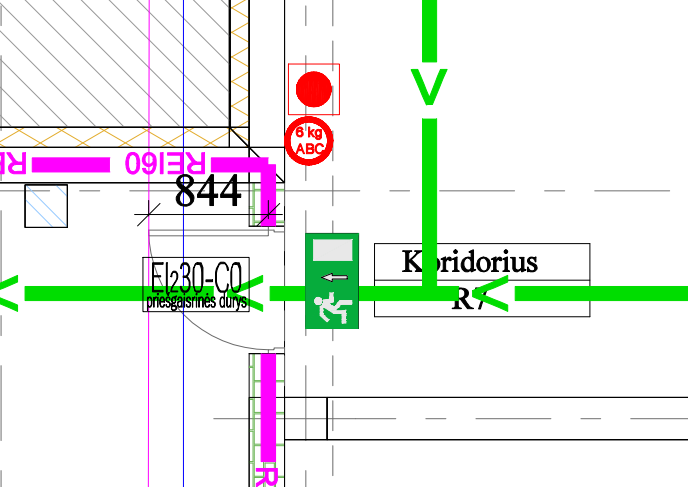 6 kg
ABC
REI60
844
EI₂30-C0
priešgaisrinės durys
Koridorius
R7